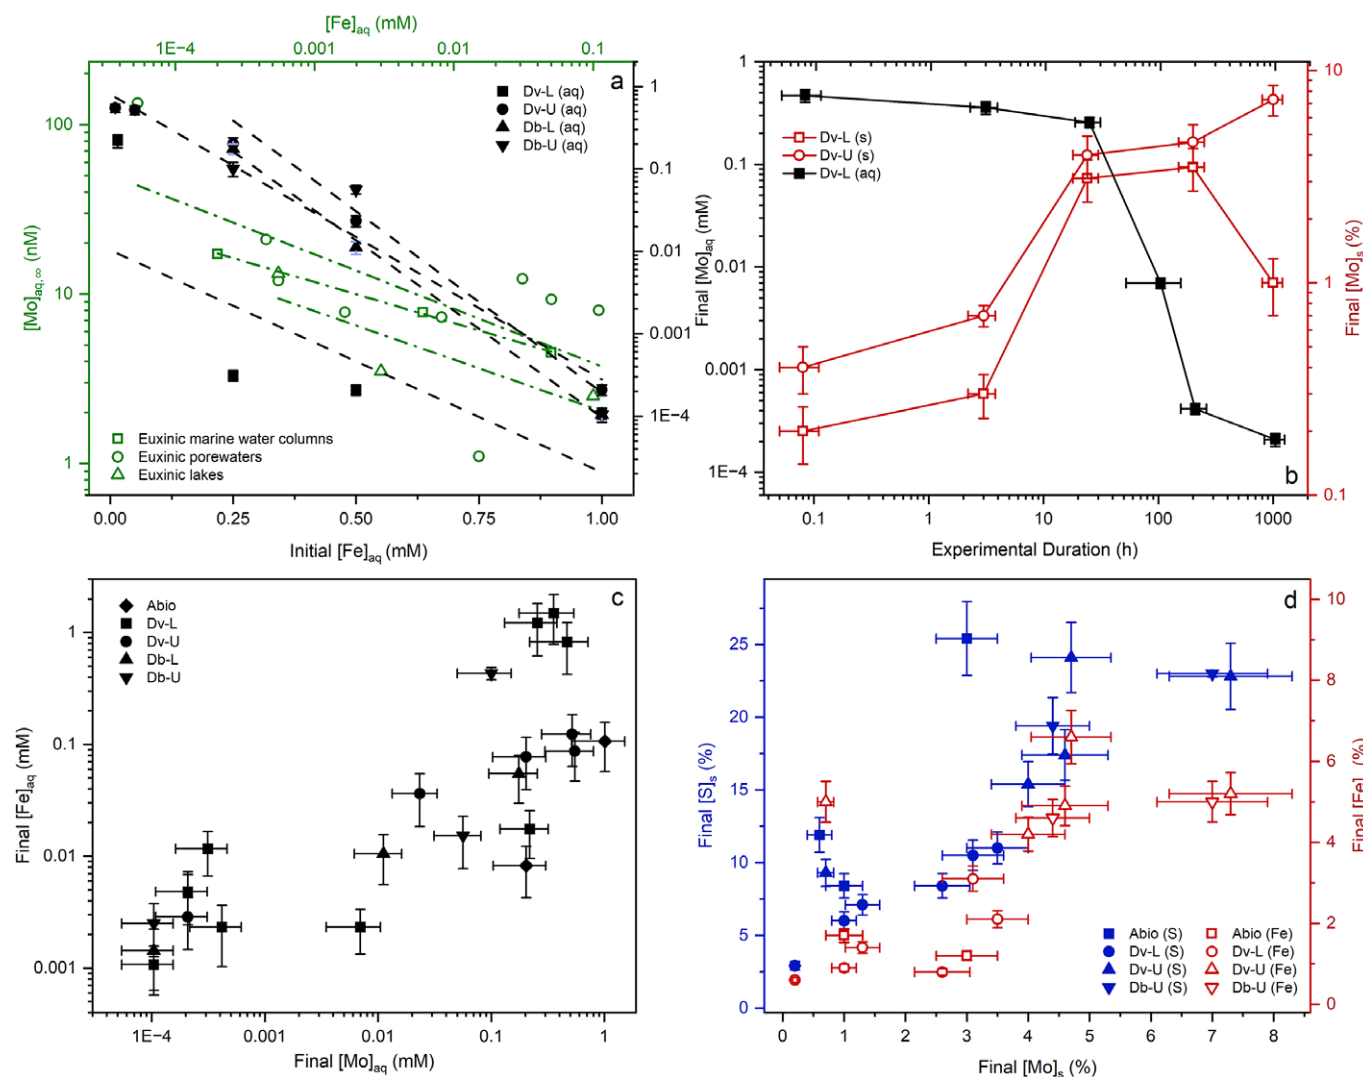 [Fe]aq (mM)
1E−4 0.001 0.01 0.1
a
Dv-L (aq)
Dv-U (aq)
Db-L (aq)
Db-U (aq)
[Mo]aq,∞ (nM)
100
10
1
1
0.1
0.01
0.001
1E−4
Final [Mo]aq (mM)
Euxinic marine water columns
Euxinic porewaters
Euxinic lakes
0.00 0.25 0.50 0.75 1.00
Initial [Fe]aq (mM)
b
1
0.1
0.01
0.001
1E−4
Dv-L (s)
Dv-U (s)
Dv-L (aq)
10
1
0.1
Final [Mo]s (%)
0.1 1 10 100 1000
Experimental Duration (h)
c
Abio
Dv-L
Dv-U
Db-L
Db-U
Final [Fe]aq (mM)
1
0.1
0.01
0.001
1E−4 0.001 0.01 0.1 1
Final [Mo]aq (mM)
d
Final [S]s (%)
25
20
15
10
5
0
10
8
6
4
2
0
Final [Fe]s (%)
Abio (S) Abio (Fe)
Dv-L (S) Dv-L (Fe)
Dv-U (S) Dv-U (Fe)
Db-U (S) Db-U (Fe)
0 1 2 3 4 5 6 7 8
Final [Mo]s (%)